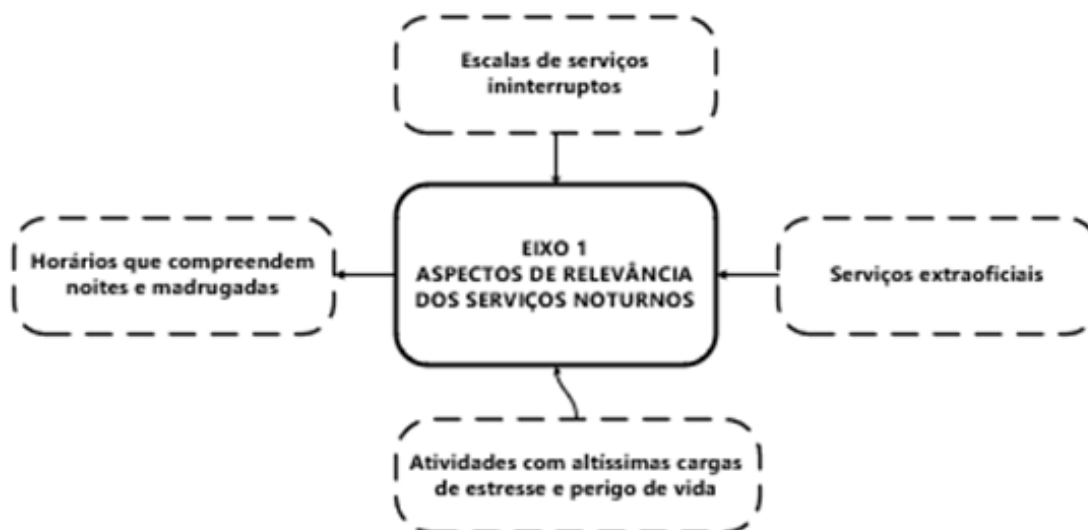 Escalas de serviços
ininterruptos
Horários que compreendem
noites e madrugadas
EIXO 1
ASPECTOS DE RELEVÂNCIA
DOS SERVIÇOS NOTURNOS
Serviços extraoficiais
Atividades com altíssimas cargas
de estresse e perigo de vida